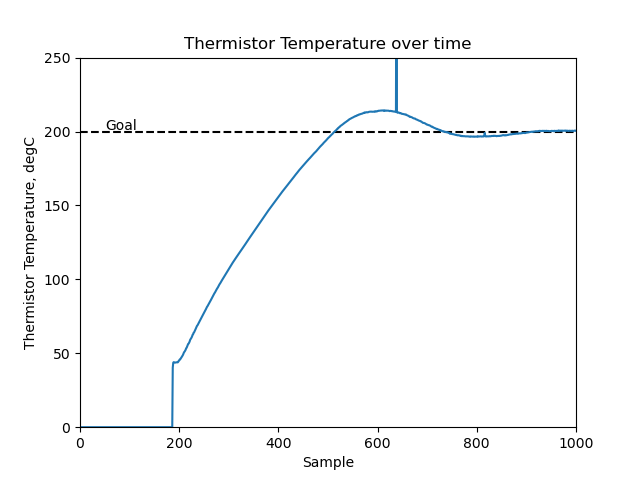 Thermistor Temperature over time
250
200
150
100
50
0
Goal
Thermistor Temperature, degC
0 200 400 600 800 1000
Sample